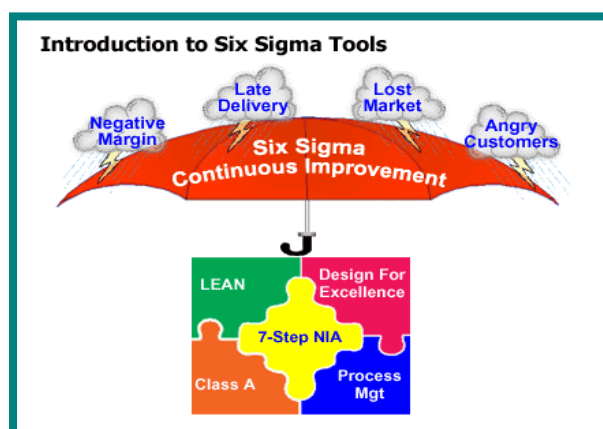 Introduction to Six Sigma Tools
Negative
Margin
Late
Delivery
Lost
Market
Angry
Customers
Six Sigma
Continuous Improvement
LEAN
Design For
Excellence
7-Step NIA
Class A
Process
Mgt